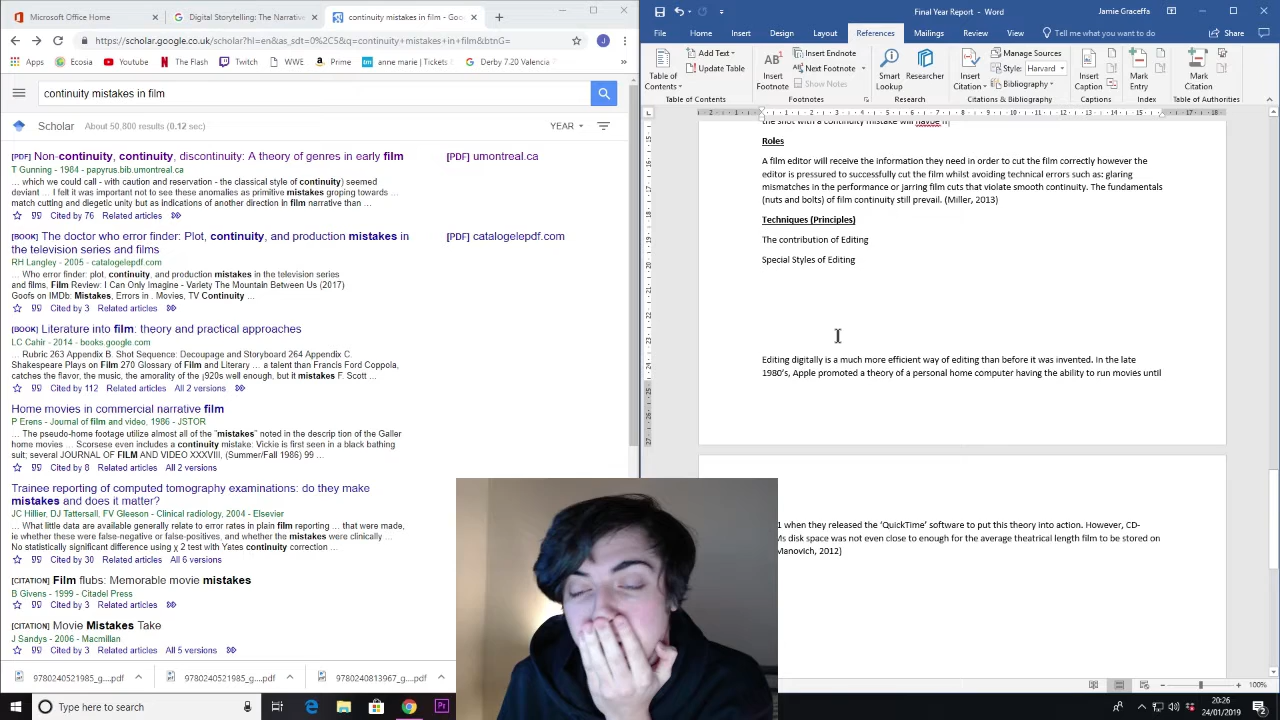 Microsoft Office Home
Digital Storytelling: The Narrative
continuity mistakes in film - Goo
https://scholar.google.co.uk/scholar?hl=en&as_sdt=0%2C5&q=continuity+mistakes+in+film&btnG=
Apps
Ecosia
Youtube
The Flash
Twitch
WWE
Prime
anne marie | Tickets
Derby 7.20 Valencia
continuity mistakes in film
Scholar
About 50,800 results (0.12 sec)
YEAR
[PDF] Non-continuity, continuity, discontinuity: A theory of genres in early film
[PDF] umontreal.ca
T Gunning - 1984 - papyrus.bib.umontreal.ca
... which we could call - with caution and reservation - the classical style of continuity) seemed
deviant ... I felt it was important not to see these anomalies as primitive mistakes groping towards ...
match cutting and diegetic unity but as indications of another direction in film narrative than ...
Cited by 76 Related articles
[BOOK] The doctor who error finder: Plot, continuity, and production mistakes in
the television series and films
[PDF] catalogelepdf.com
RH Langley - 2005 - catalogelepdf.com
... Who error finder: plot, continuity, and production mistakes in the television series
and films, Film Review: I Can Only Imagine - Variety The Mountain Between Us (2017)
Goofs on IMDb: Mistakes, Errors in . Movies, TV Continuity ...
Cited by 3 Related articles
[BOOK] Literature into film: theory and practical approaches
LC Cahir - 2014 - books.google.com
... Rubric 263 Appendix B. Shot Sequence: Decoupage and Storyboard 264 Appendix C.
Shakespeare Plays on Film 270 Glossary of Film and Literary ... a talent than Francis Ford Coppola,
catches the flavor, the music, the amorality of the ¡920s well enough, but it mistakes F. Scott ...
Cited by 112 Related articles All 2 versions
Home movies in commercial narrative film
P Erens - Journal of film and video, 1986 - JSTOR
... The pseudo-home footage utilize almost all of the "mistakes" noted in the descrip tion of the Galler
home movies ... Scorsese even includes a continuity mistake: Vickie is first seen in a black bathing
suit; several JOURNAL OF FILM AND VIDEO XXXVIII, (Summer/Fall 1986) 99 ...
Cited by 8 Related articles All 2 versions
Trainee reporting of computed tomography examinations: do they make
mistakes and does it matter?
JC Hillier, DJ Tattersall, FV Gleeson - Clinical radiology, 2004 - Elsevier
... What little data are available generally relate to error rates in plain film reporting ... that were made,
ie whether these were false-negative or false-positives, and whether the mistakes were clinically ...
No statistically significant difference using χ 2 test with Yates continuity correction ...
Cited by 30 Related articles All 6 versions
[CITATION] Film flubs: Memorable movie mistakes
B Givens - 1999 - Citadel Press
Cited by 3 Related articles
[CITATION] Movie Mistakes Take
J Sandys - 2006 - Macmillan
Cited by 3 Related articles All 5 versions
9780240521985_g....pdf
9780240521985_g....pdf
9780240813967_g....pdf
Type here to search
Final Year Report - Word
Jamie Graceffa
File
Home
Insert
Design
Layout
References
Mailings
Review
View
Help
Tell me what you want to do
Share
Table of Contents
Add Text
Update Table
Table of Contents
Insert Footnote
Insert Endnote
Next Footnote
Show Notes
Footnotes
Smart Lookup
Researcher
Research
Insert Citation
Manage Sources
Style: Harvard
Bibliography
Citations & Bibliography
Insert Caption
Captions
Mark Entry
Index
Mark Citation
Table of Authorities
the shot with a continuity mistake will havbe
Roles
A film editor will receive the information they need in order to cut the film correctly however the
editor is pressured to successfully cut the film whilst avoiding technical errors such as: glaring
mismatches in the performance or jarring film cuts that violate smooth continuity. The fundamentals
(nuts and bolts) of film continuity still prevail. (Miller, 2013)
Techniques (Principles)
The contribution of Editing
Special Styles of Editing
Editing digitally is a much more efficient way of editing than before it was invented. In the late
1980's, Apple promoted a theory of a personal home computer having the ability to run movies until
1 when they released the 'QuickTime' software to put this theory into action. However, CD-
Ms disk space was not even close to enough for the average theatrical length film to be stored on
Manovich, 2012)
100%
20:26
24/01/2019